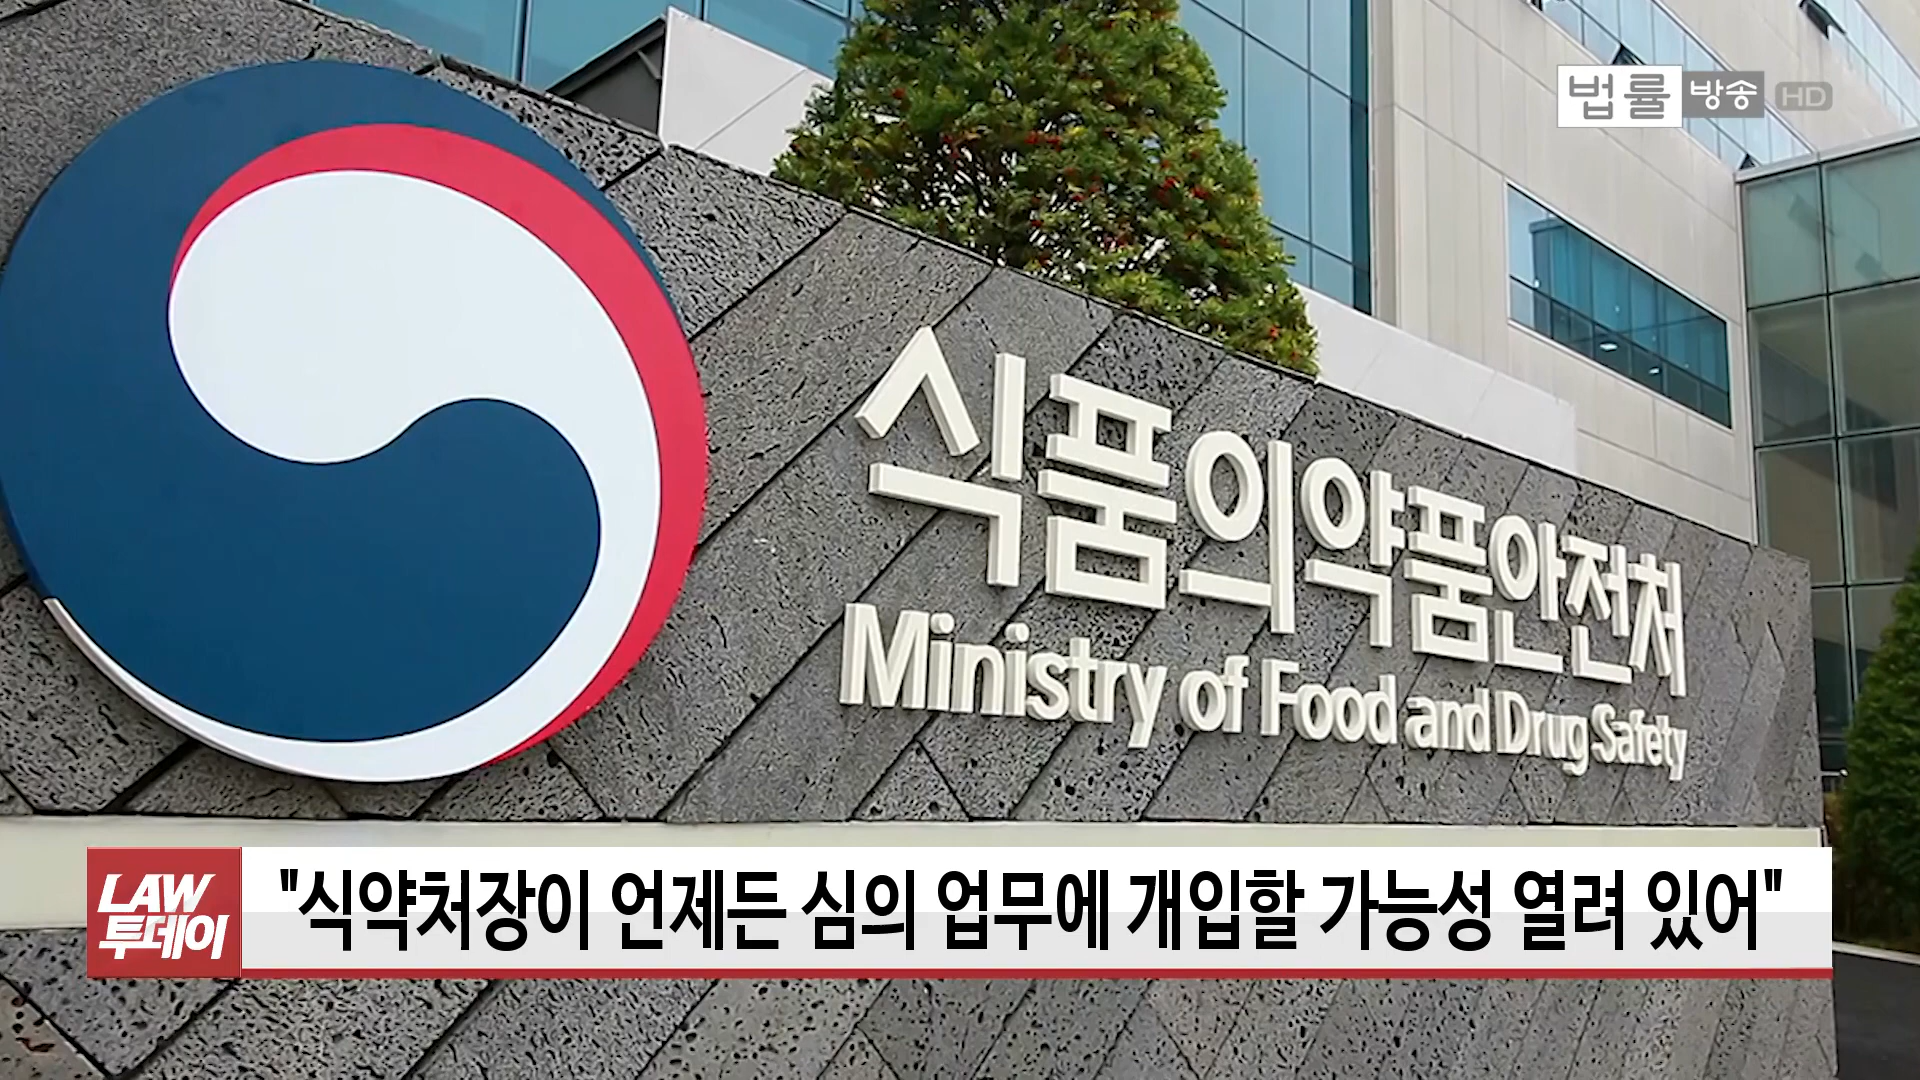 법률방송 HD
식품의약품안전처
Ministry of Food and Drug Safety
LAW
투데이
"식약처장이 언제든 심의 업무에 개입할 가능성 열려 있어"